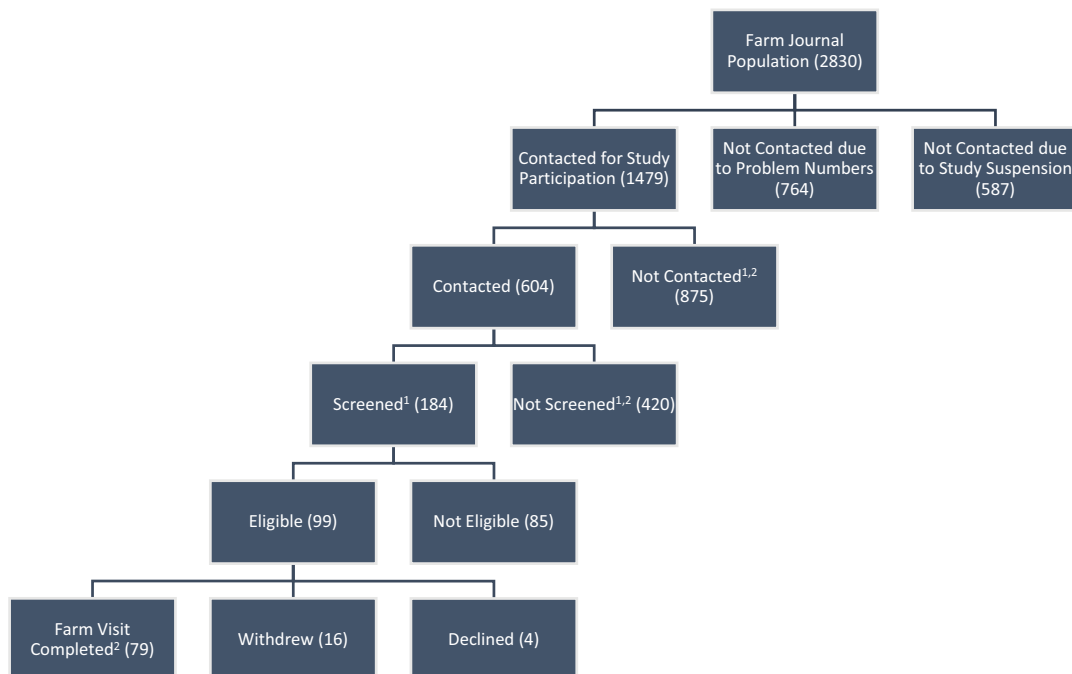 Farm Journal
Population (2830)
Contacted for Study
Participation (1479)
Not Contacted due
to Problem Numbers
(764)
Not Contacted due
to Study Suspension
(587)
Contacted (604)
Not Contacted1,2
(875)
Screened1 (184)
Not Screened1,2 (420)
Eligible (99)
Not Eligible (85)
Farm Visit
Completed2 (79)
Withdrew (16)
Declined (4)